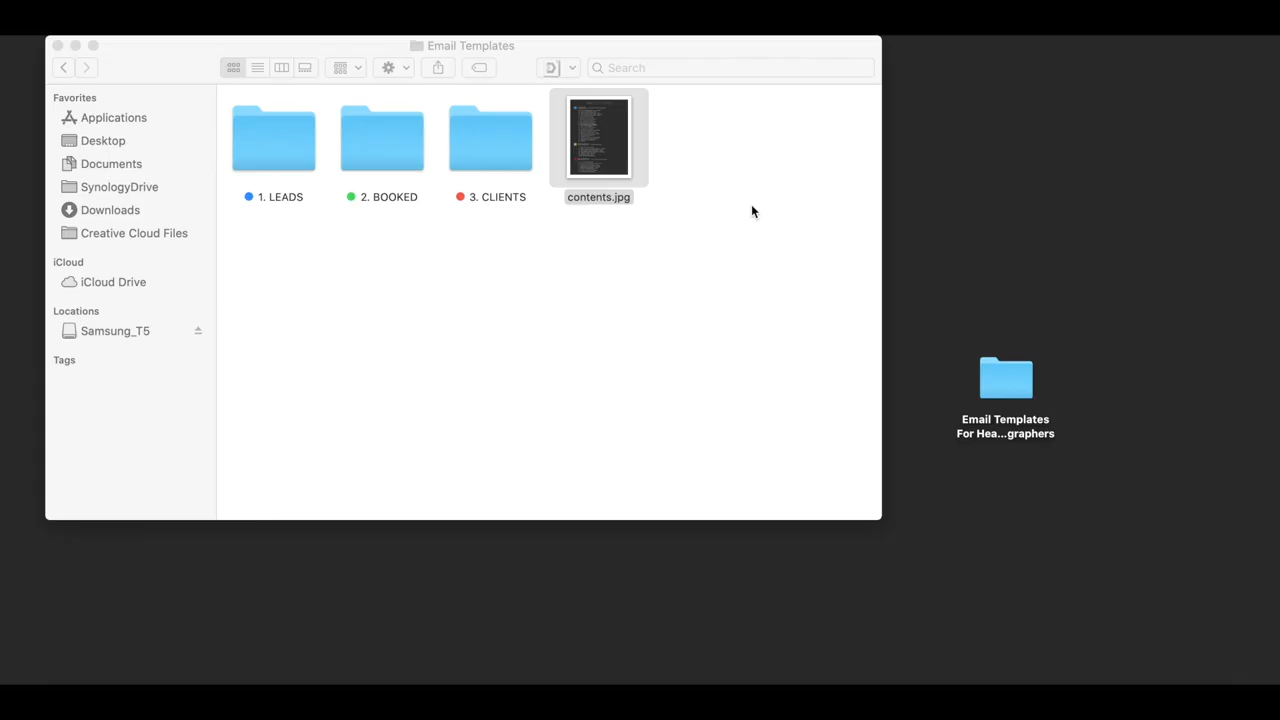 Email Templates
Search
Favorites
Applications
Desktop
Documents
SynologyDrive
Downloads
Creative Cloud Files
iCloud
iCloud Drive
Locations
Samsung_T5
Tags
1. LEADS
2. BOOKED
3. CLIENTS
contents.jpg
Email Templates
For Hea...graphers